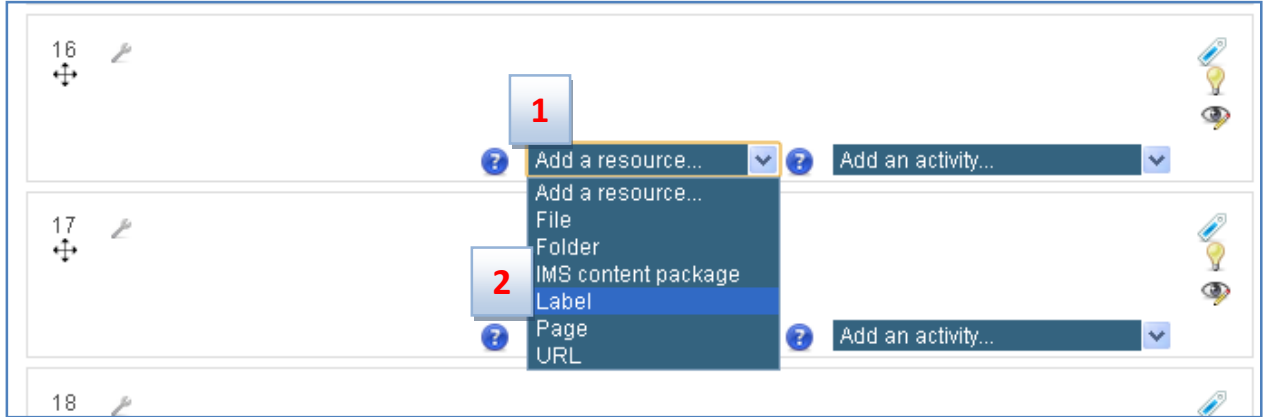 16
1
? Add a resource... ? Add an activity...
Add a resource...
File
17
Folder
2
IMS content package
Label
? Page ? Add an activity...
URL
18